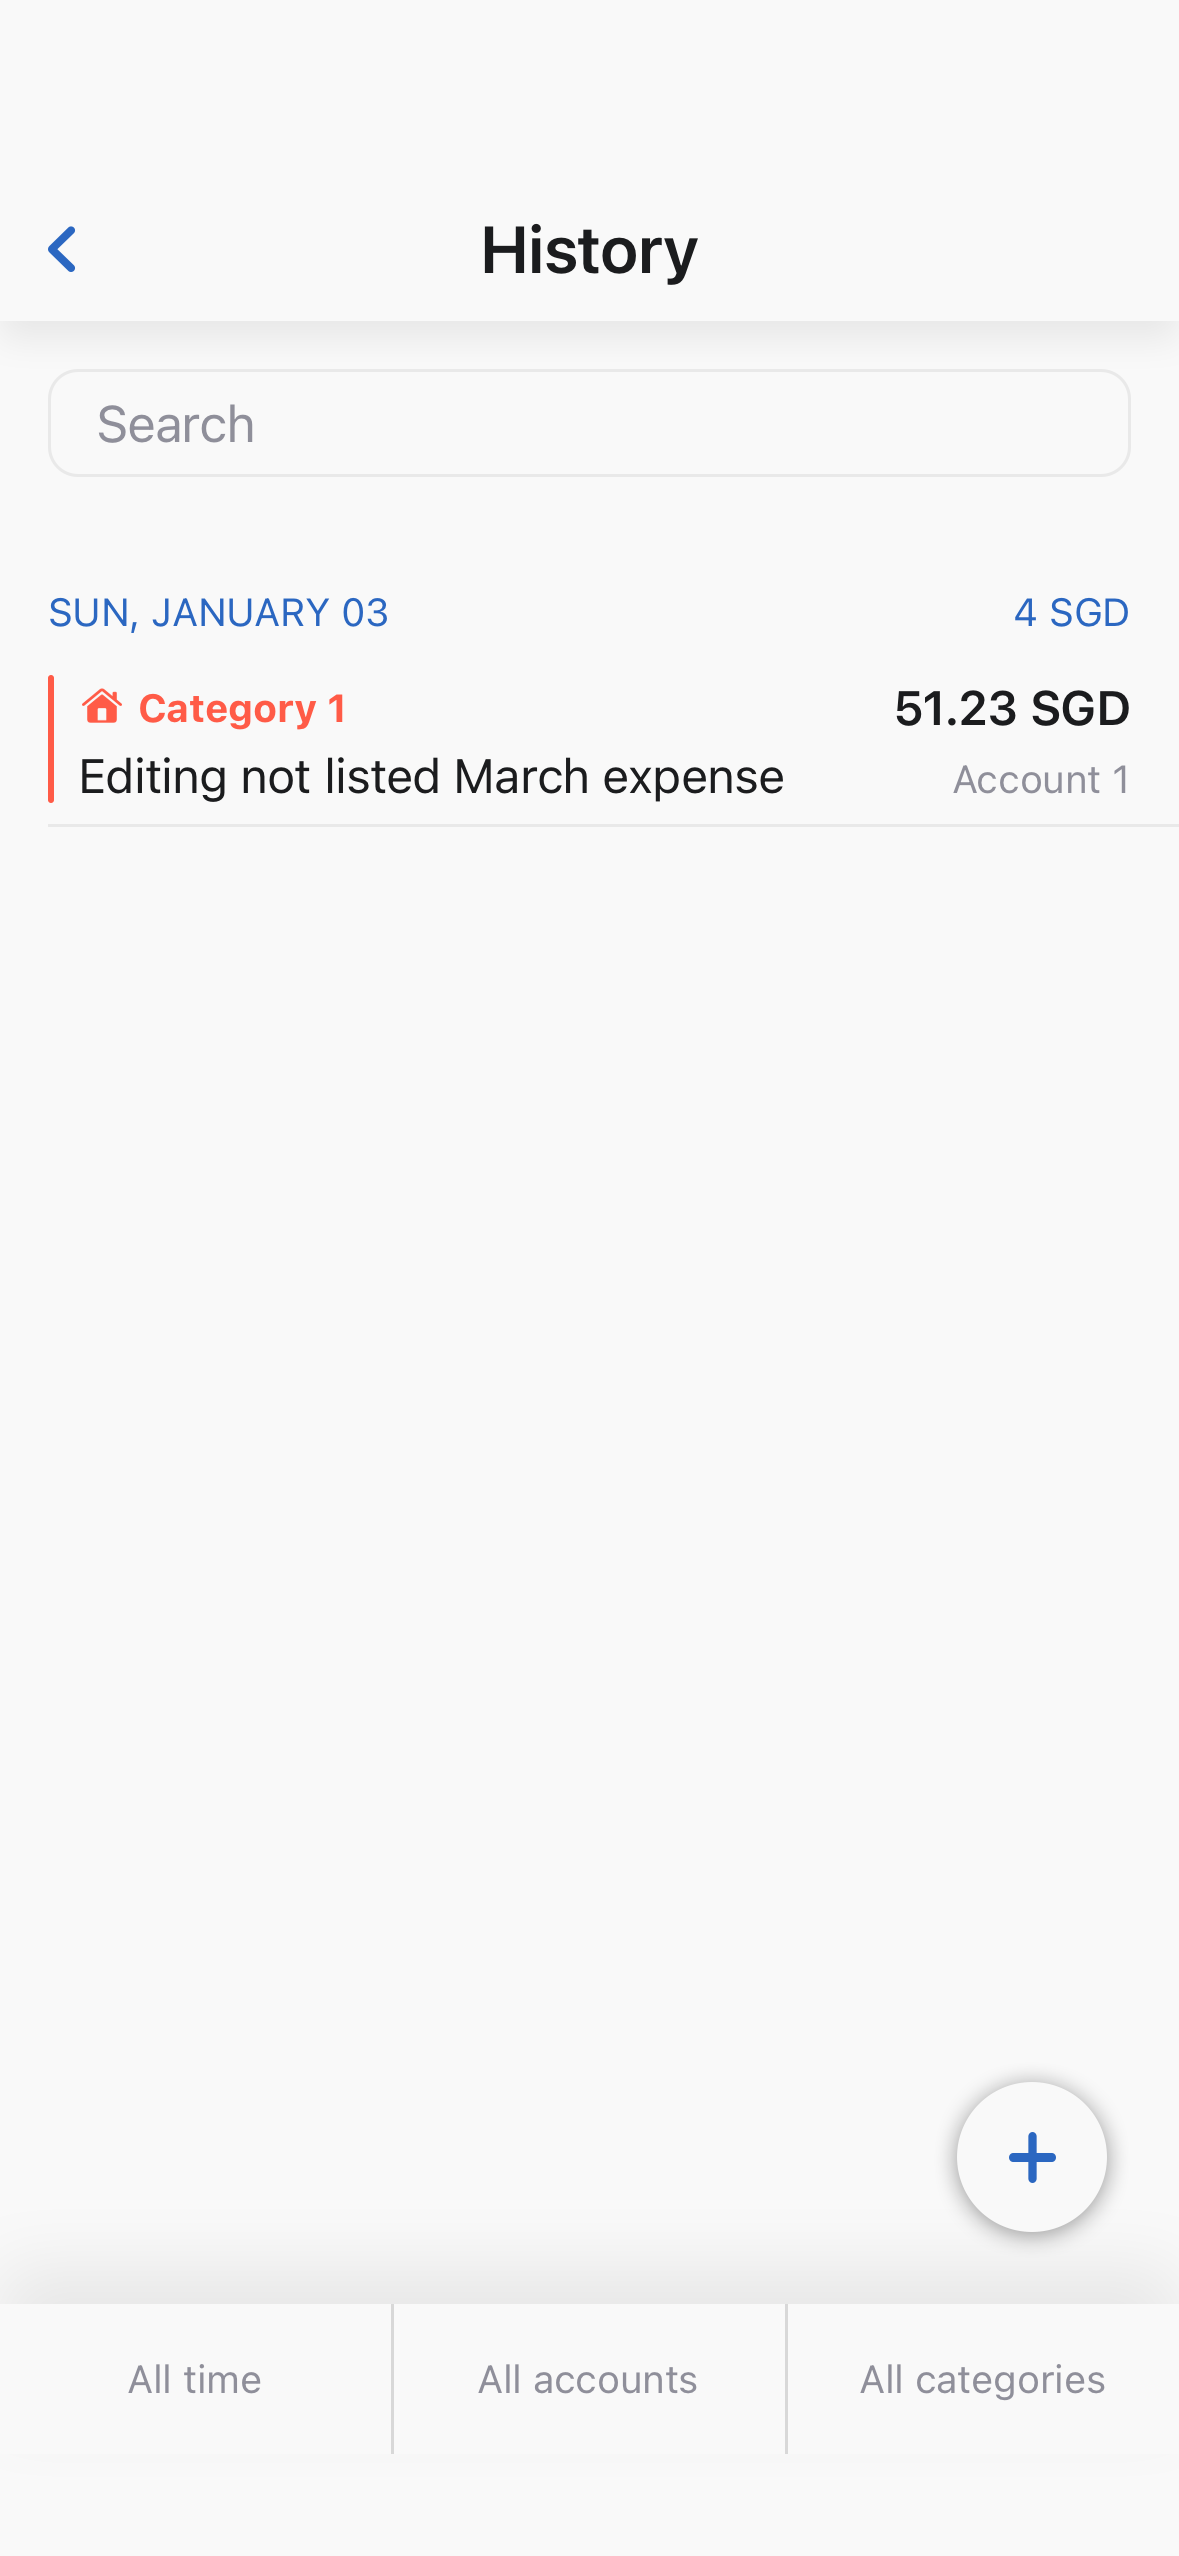 History
Search
SUN, JANUARY 03 4 SGD
Category 1 51.23 SGD
Editing not listed March expense Account 1
All time All accounts All categories